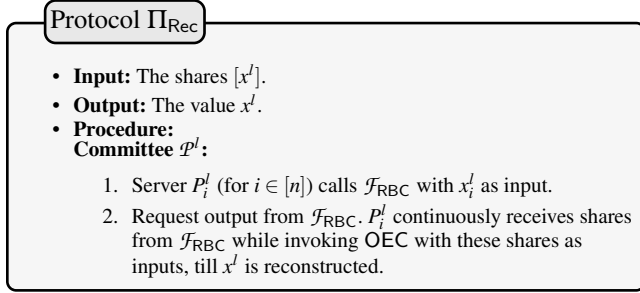 Protocol Π_Rec
• Input: The shares [x^l].
• Output: The value x^l.
• Procedure:
Committee 𝒫^l:
1. Server P_i^l (for i ∈ [n]) calls ℱ_RBC with x_i^l as input.
2. Request output from ℱ_RBC. P_i^l continuously receives shares
from ℱ_RBC while invoking OEC with these shares as
inputs, till x^l is reconstructed.